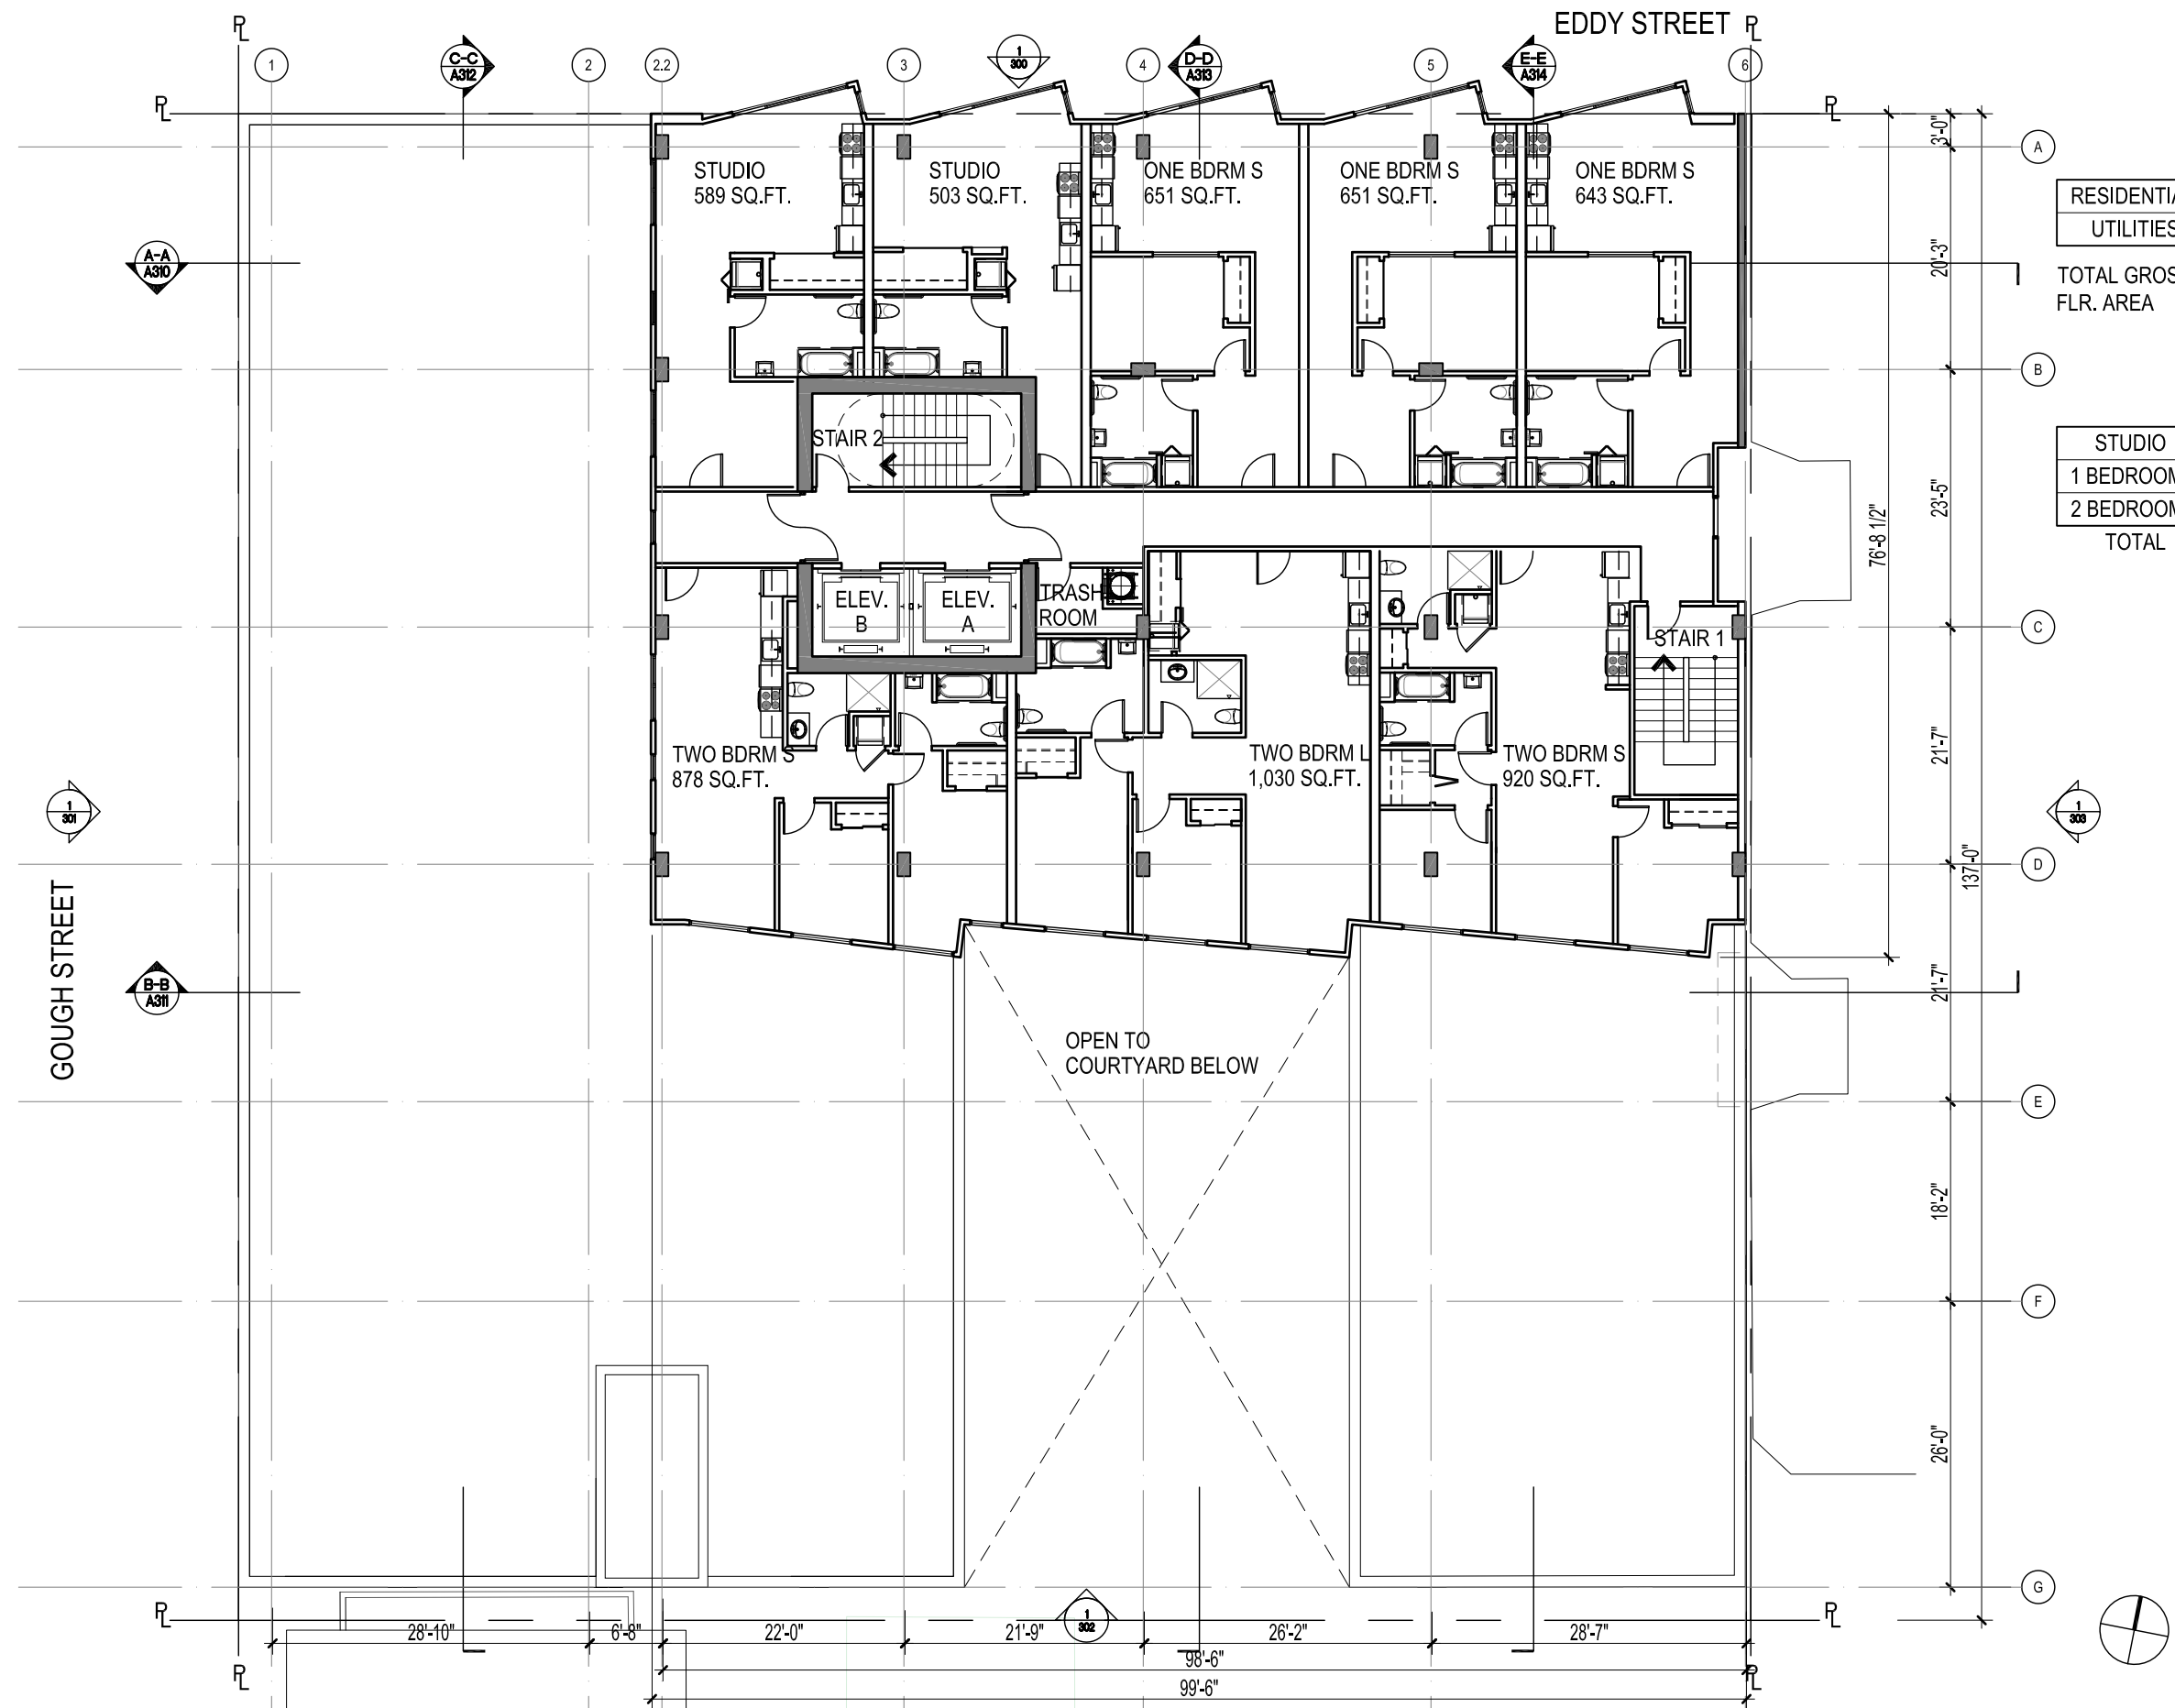 EDDY STREET
PL
PL
1
C-C
A312
2
2.2
3
1
300
4
D-D
A313
5
E-E
A314
6
PL
PL
3'-0"
A
STUDIO
589 SQ.FT.
STUDIO
503 SQ.FT.
ONE BDRM S
651 SQ.FT.
ONE BDRM S
651 SQ.FT.
ONE BDRM S
643 SQ.FT.
RESIDENTIA
UTILITIES
A-A
A310
20'-3"
TOTAL GROS
FLR. AREA
B
STAIR 2
STUDIO
1 BEDROOM
2 BEDROOM
TOTAL
23'-5"
76'-8 1/2"
ELEV.
B
ELEV.
A
TRASH
ROOM
C
STAIR 1
TWO BDRM S
878 SQ.FT.
TWO BDRM L
1,030 SQ.FT.
TWO BDRM S
920 SQ.FT.
21'-7"
1
301
1
303
D
137'-0"
GOUGH STREET
B-B
A311
21'-7"
OPEN TO
COURTYARD BELOW
E
18'-2"
F
26'-0"
G
PL
PL
1
302
28'-10"
6'-8"
22'-0"
21'-9"
26'-2"
28'-7"
98'-6"
PL
PL
99'-6"